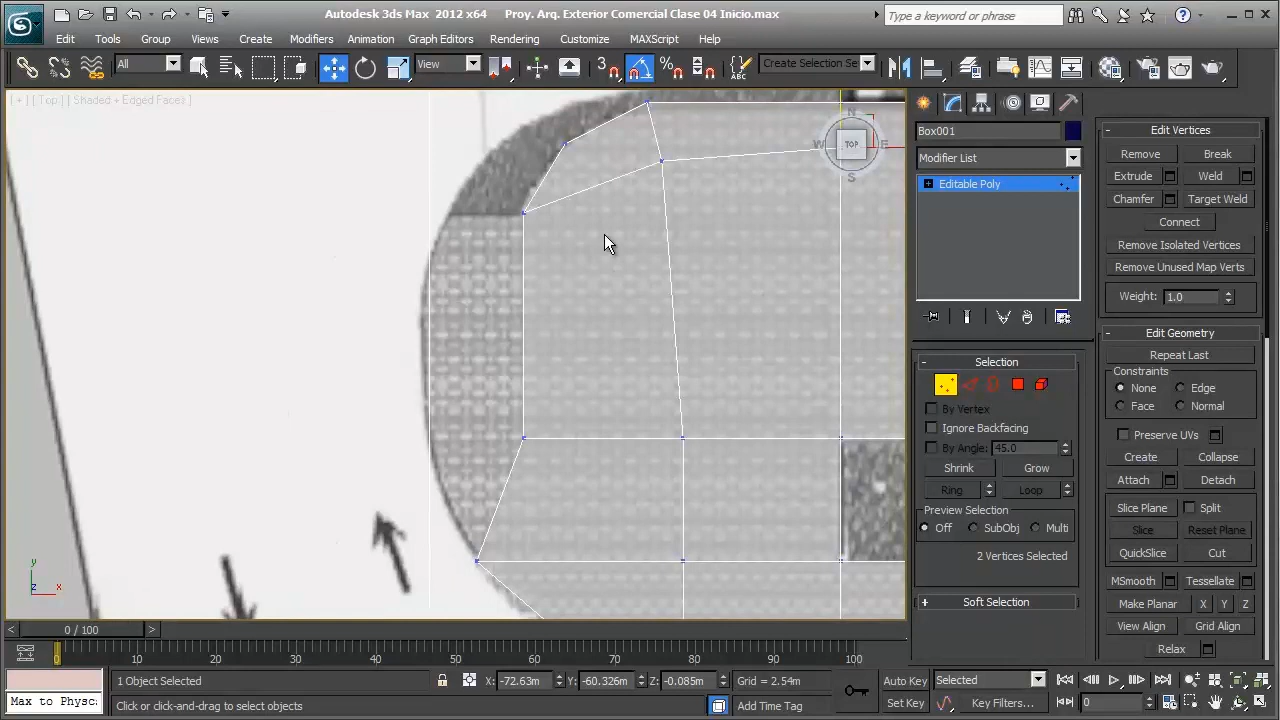 Autodesk 3ds Max 2012 x64 Proy. Arq. Exterior Comercial Clase 04 Inicio.max
Type a keyword or phrase
Edit Tools Group Views Create Modifiers Animation Graph Editors Rendering Customize MAXScript Help
All View 3 Create Selection Se
[ + ] [ Top ] [ Shaded + Edged Faces ]
N
W TOP E
S
Box001
Modifier List
Editable Poly
Selection
By Vertex
Ignore Backfacing
By Angle: 45.0
Shrink Grow
Ring Loop
Preview Selection
Off SubObj Multi
2 Vertices Selected
Soft Selection
Edit Vertices
Remove Break
Extrude Weld
Chamfer Target Weld
Connect
Remove Isolated Vertices
Remove Unused Map Verts
Weight: 1.0
Edit Geometry
Repeat Last
Constraints
None Edge
Face Normal
Preserve UVs
Create Collapse
Attach Detach
Slice Plane Split
Slice Reset Plane
QuickSlice Cut
MSmooth Tessellate
Make Planar X Y Z
View Align Grid Align
Relax
y
z x
< 0 / 100 >
0 10 20 30 40 50 60 70 80 90 100
1 Object Selected X: -72.63m Y: -60.326m Z: -0.085m Grid = 2.54m Auto Key Selected
Max to Physc: Click or click-and-drag to select objects Add Time Tag Set Key Key Filters... 0